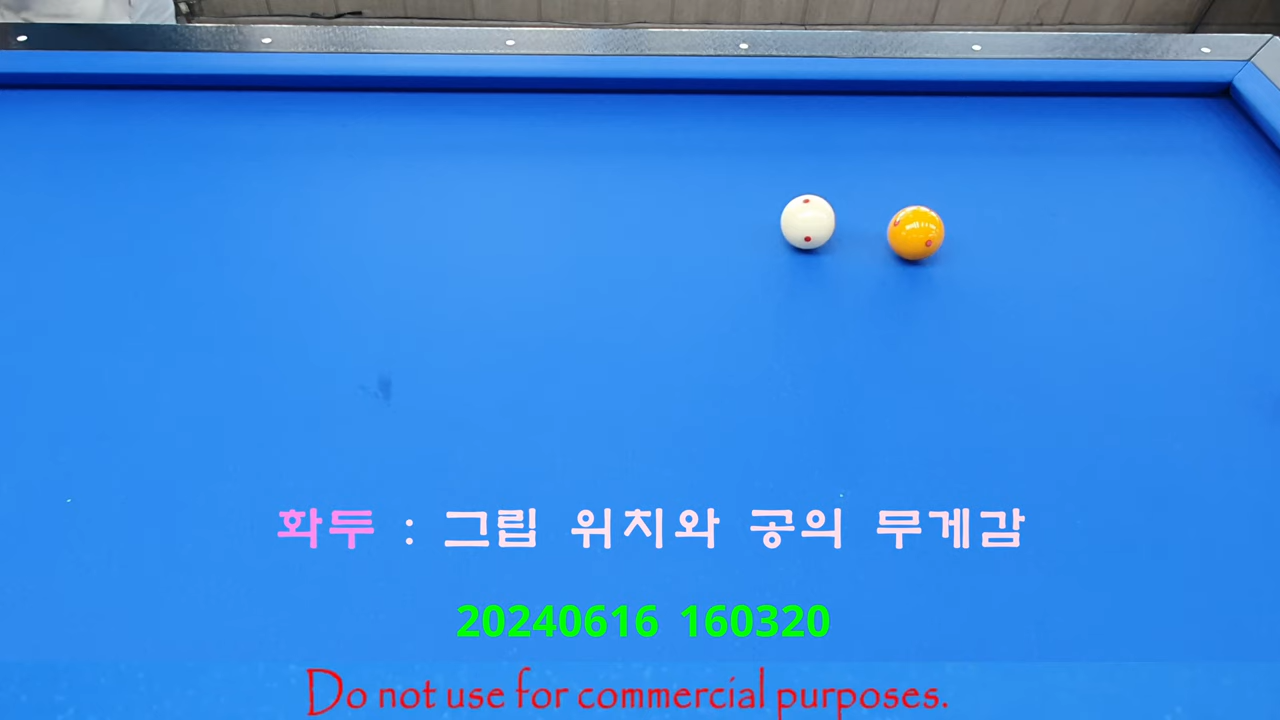 화두 : 그립 위치와 공의 무게감
20240616 160320
Do not use for commercial purposes.